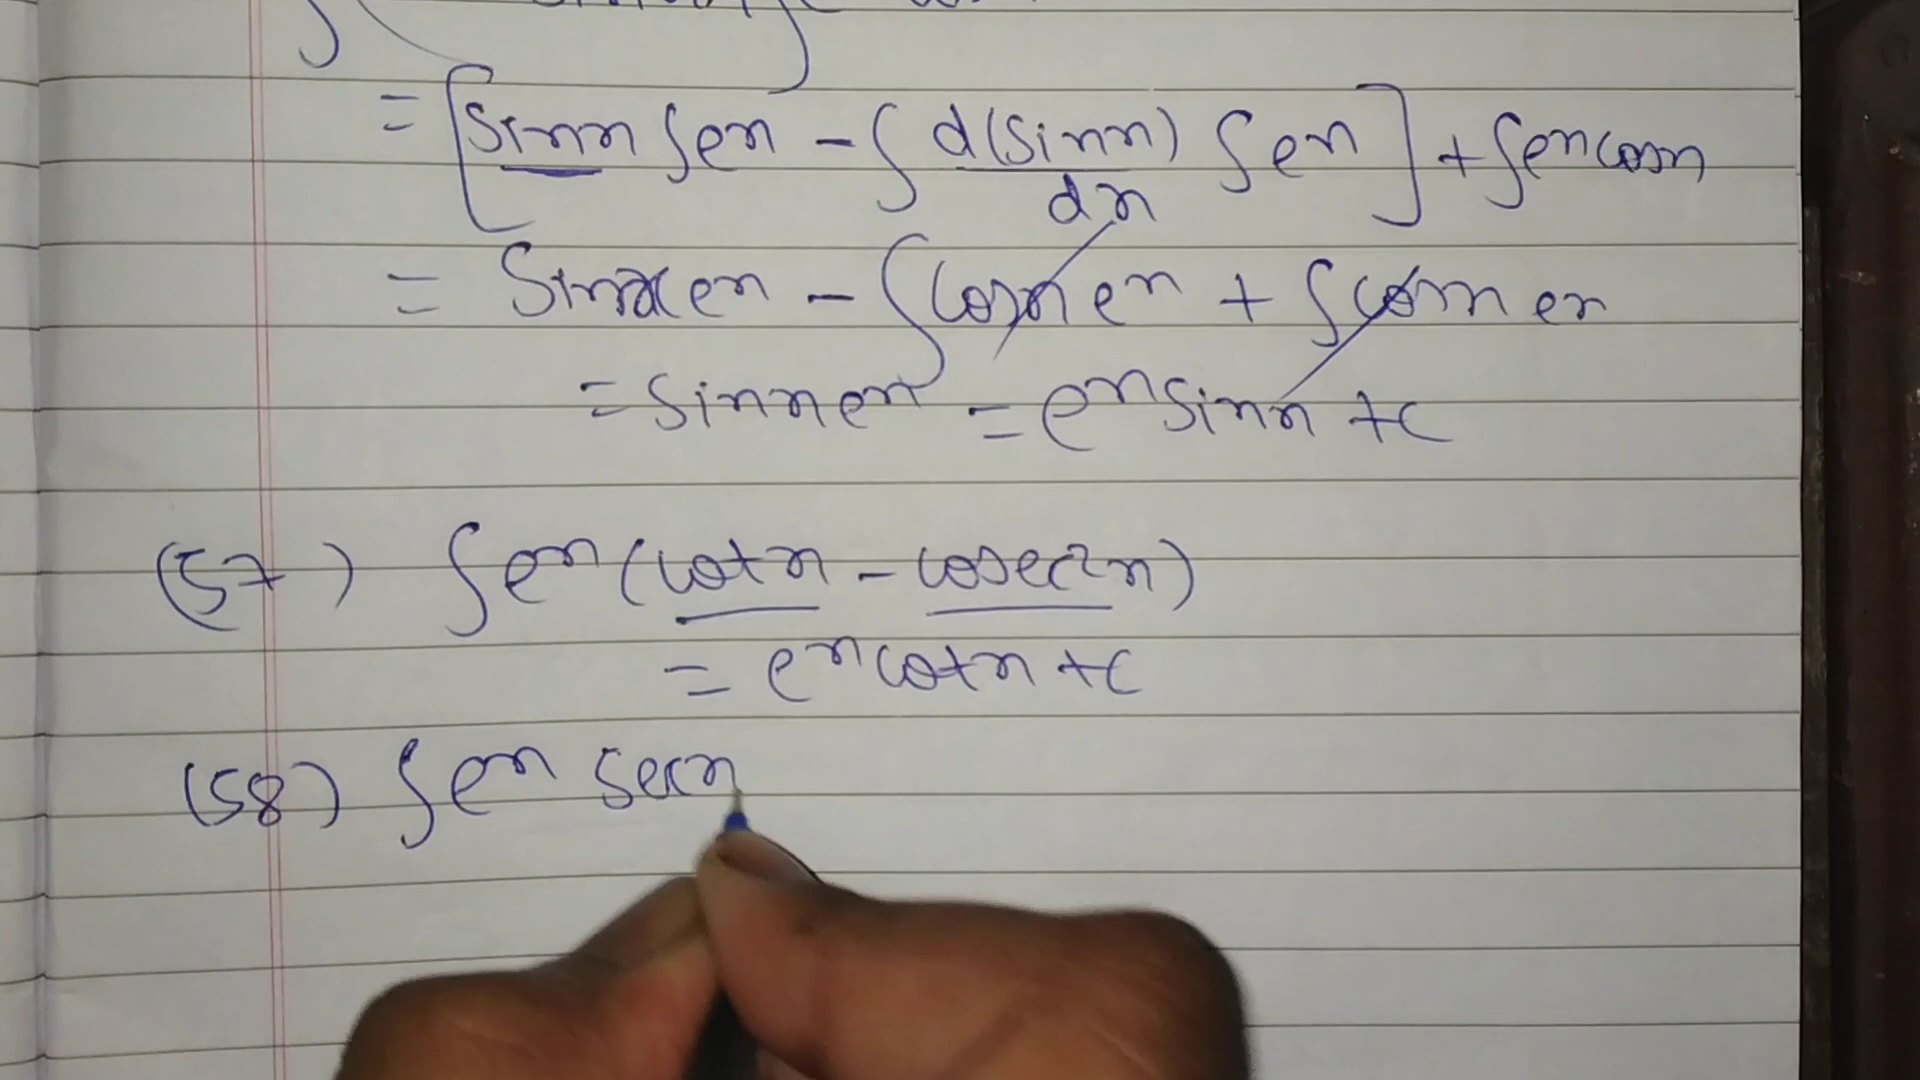 = [sinx ∫ex - ∫ d(sinx)/dx ∫ex] + ∫excosx
= Sinxex - ∫cosxex + ∫cosxex
= sinxex = exsinx +c
(57) ∫ex(cotx - cosec2x)
= excotx +c
(58) ∫ex secx